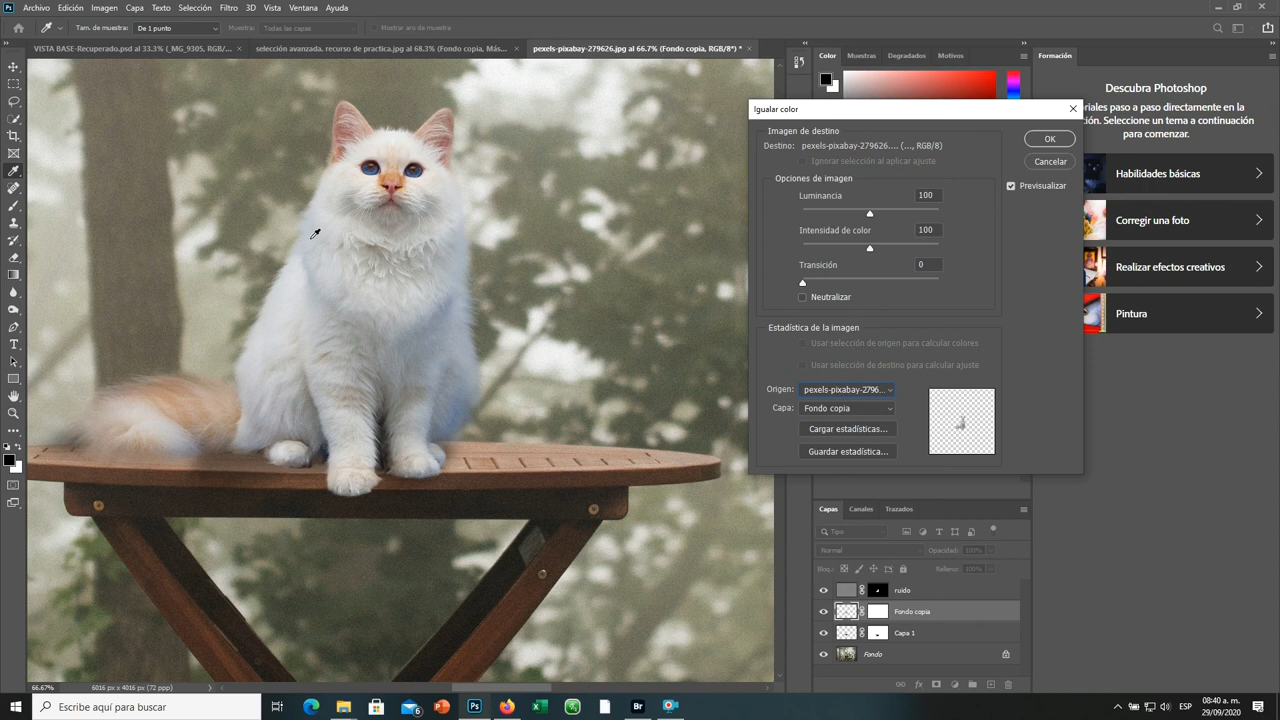 Ps Archivo Edición Imagen Capa Texto Selección Filtro 3D Vista Ventana Ayuda
Tam. de muestra: De 1 punto Muestra: Todas las capas Mostrar aro de muestra
VISTA BASE-Recuperado.psd al 33.3% (_MG_9305, RGB/... × selección avanzada, recurso de practica.jpg al 68.3% (Fondo copia, Más... × pexels-pixabay-279626.jpg al 66.7% (Fondo copia, RGB/8*) * ×
Color Muestras Degradados Motivos
Formación
Descubra Photoshop
paso a paso directamente en la
Selección. Seleccione un tema a continuación
para comenzar.
Habilidades básicas
Corregir una foto
Realizar efectos creativos
Pintura
Igualar color
Imagen de destino
Destino: pexels-pixabay-279626.... (..., RGB/8)
Ignorar selección al aplicar ajuste
Opciones de imagen
Luminancia 100
Intensidad de color 100
Transición 0
Neutralizar
OK
Cancelar
Previsualizar
Estadística de la imagen
Usar selección de origen para calcular colores
Usar selección de destino para calcular ajuste
Origen: pexels-pixabay-2796...
Capa: Fondo copia
Cargar estadísticas...
Guardar estadística...
Capas Canales Trazados
Tipo
Normal Opacidad: 100%
Bloq.: Relleno: 100%
ruido
Fondo copia
Capa 1
Fondo
66.67% 6016 px x 4016 px (72 ppp)
Escribe aquí para buscar
6
Ps
Br
ESP
08:40 a. m.
29/09/2020